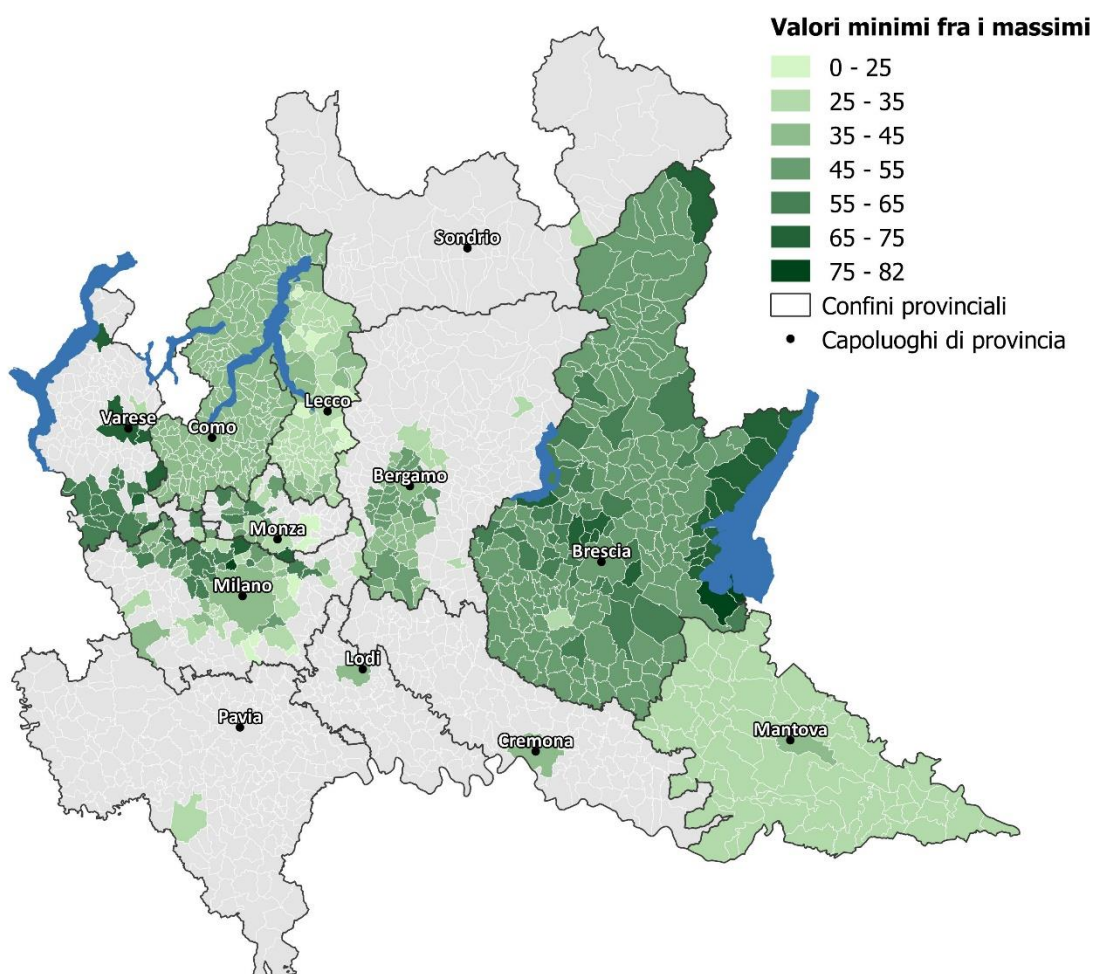 Valori minimi fra i massimi
0 - 25
25 - 35
35 - 45
45 - 55
55 - 65
65 - 75
75 - 82
Confini provinciali
Capoluoghi di provincia
Sondrio
Lecco
Varese
Como
Bergamo
Monza
Brescia
Milano
Lodi
Pavia
Cremona
Mantova